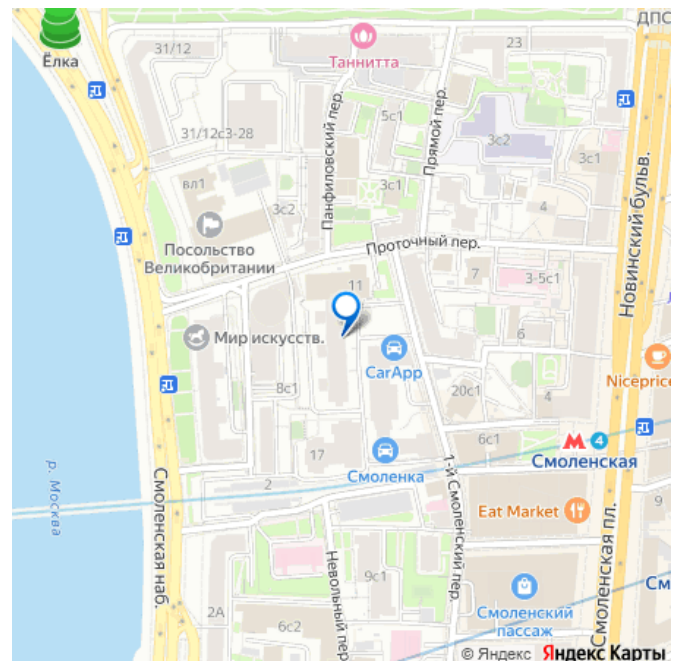 ДПС
Ёлка
31/12
Таннитта
23
5с1
3с2
31/12с3-28
Панфиловский пер.
Прямой пер.
3с1
вл1
3с2
3с1
4
Новинский бульв.
Посольство
Великобритании
Проточный пер.
11
7
3-5с1
Мир искусств.
CarApp
6
Niceprice
8с1
20с1
4
6с1
4
Смоленская
17
Смоленка
2
р. Москва
Смоленская наб.
1-й Смоленский пер.
Eat Market
9
Смоленская пл.
Невольный пер.
9с1
2А
6с2
Смоленский
пассаж
См
© Яндекс Яндекс Карты